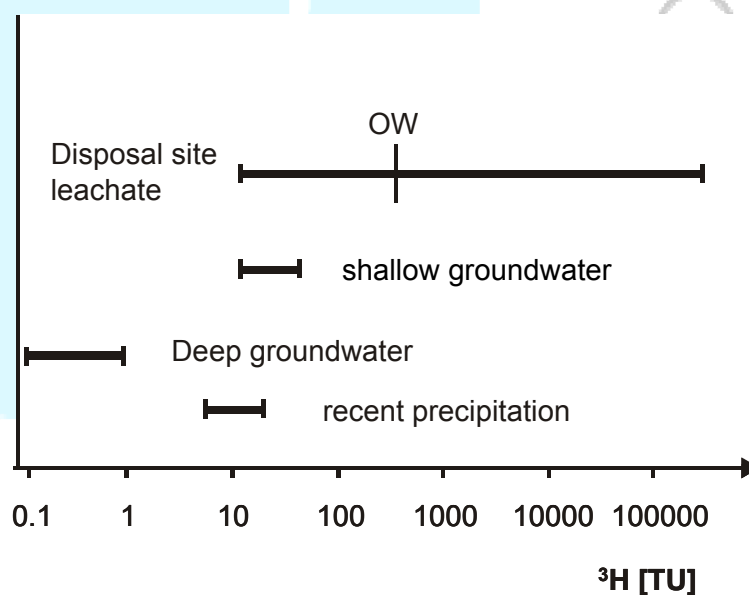 OW
Disposal site
leachate
shallow groundwater
Deep groundwater
recent precipitation
0.1 1 10 100 1000 10000 100000
³H [TU]